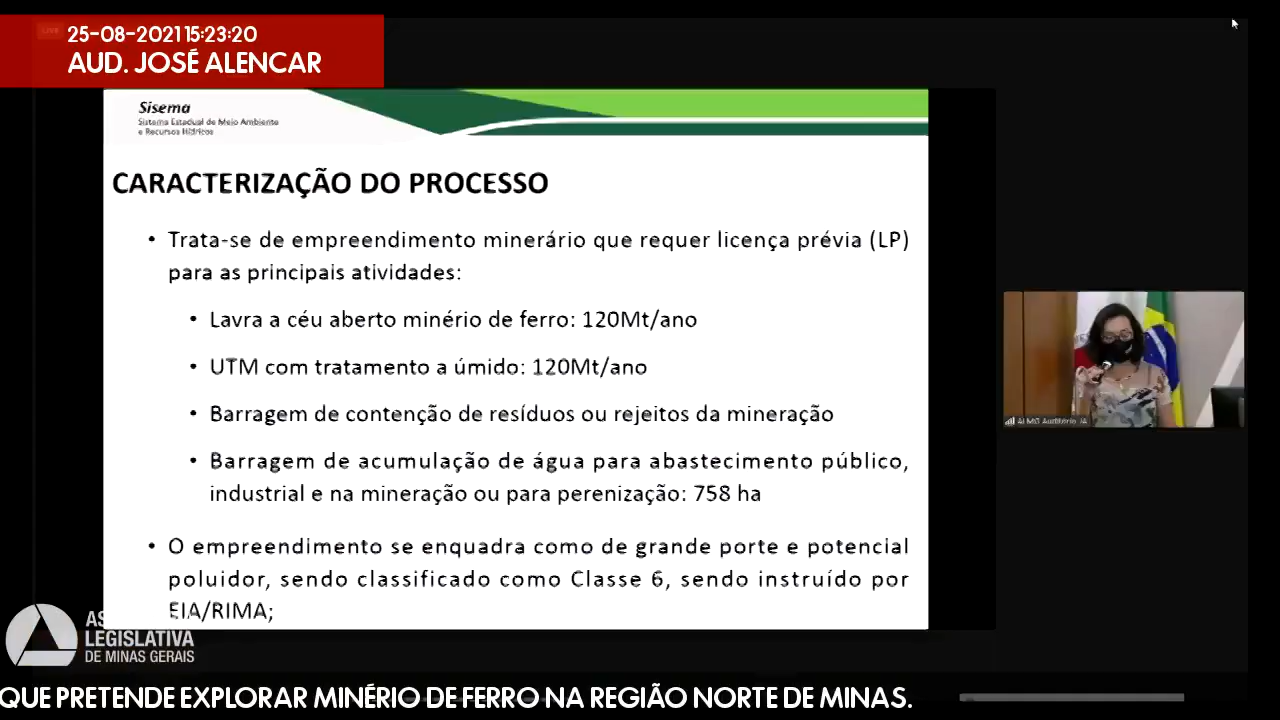 LIVE
25-08-2021 15:23:20
AUD. JOSÉ ALENCAR
Sisema
Sistema Estadual de Meio Ambiente
e Recursos Hídricos
CARACTERIZAÇÃO DO PROCESSO
• Trata-se de empreendimento minerário que requer licença prévia (LP)
para as principais atividades:
• Lavra a céu aberto minério de ferro: 120Mt/ano
• UTM com tratamento a úmido: 120Mt/ano
• Barragem de contenção de resíduos ou rejeitos da mineração
• Barragem de acumulação de água para abastecimento público,
industrial e na mineração ou para perenização: 758 ha
• O empreendimento se enquadra como de grande porte e potencial
poluidor, sendo classificado como Classe 6, sendo instruído por
EIA/RIMA;
ALMG Auditório JA
AS
LEGISLATIVA
DE MINAS GERAIS
QUE PRETENDE EXPLORAR MINÉRIO DE FERRO NA REGIÃO NORTE DE MINAS.